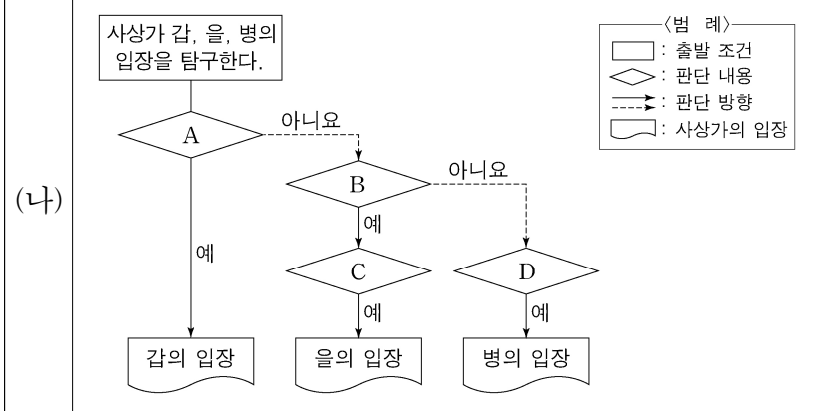 (나)
사상가 갑, 을, 병의
입장을 탐구한다.
〈범 례〉
: 출발 조건
: 판단 내용
: 판단 방향
: 사상가의 입장
A
아니요
B
아니요
예
예
C
D
예
예
갑의 입장
을의 입장
병의 입장